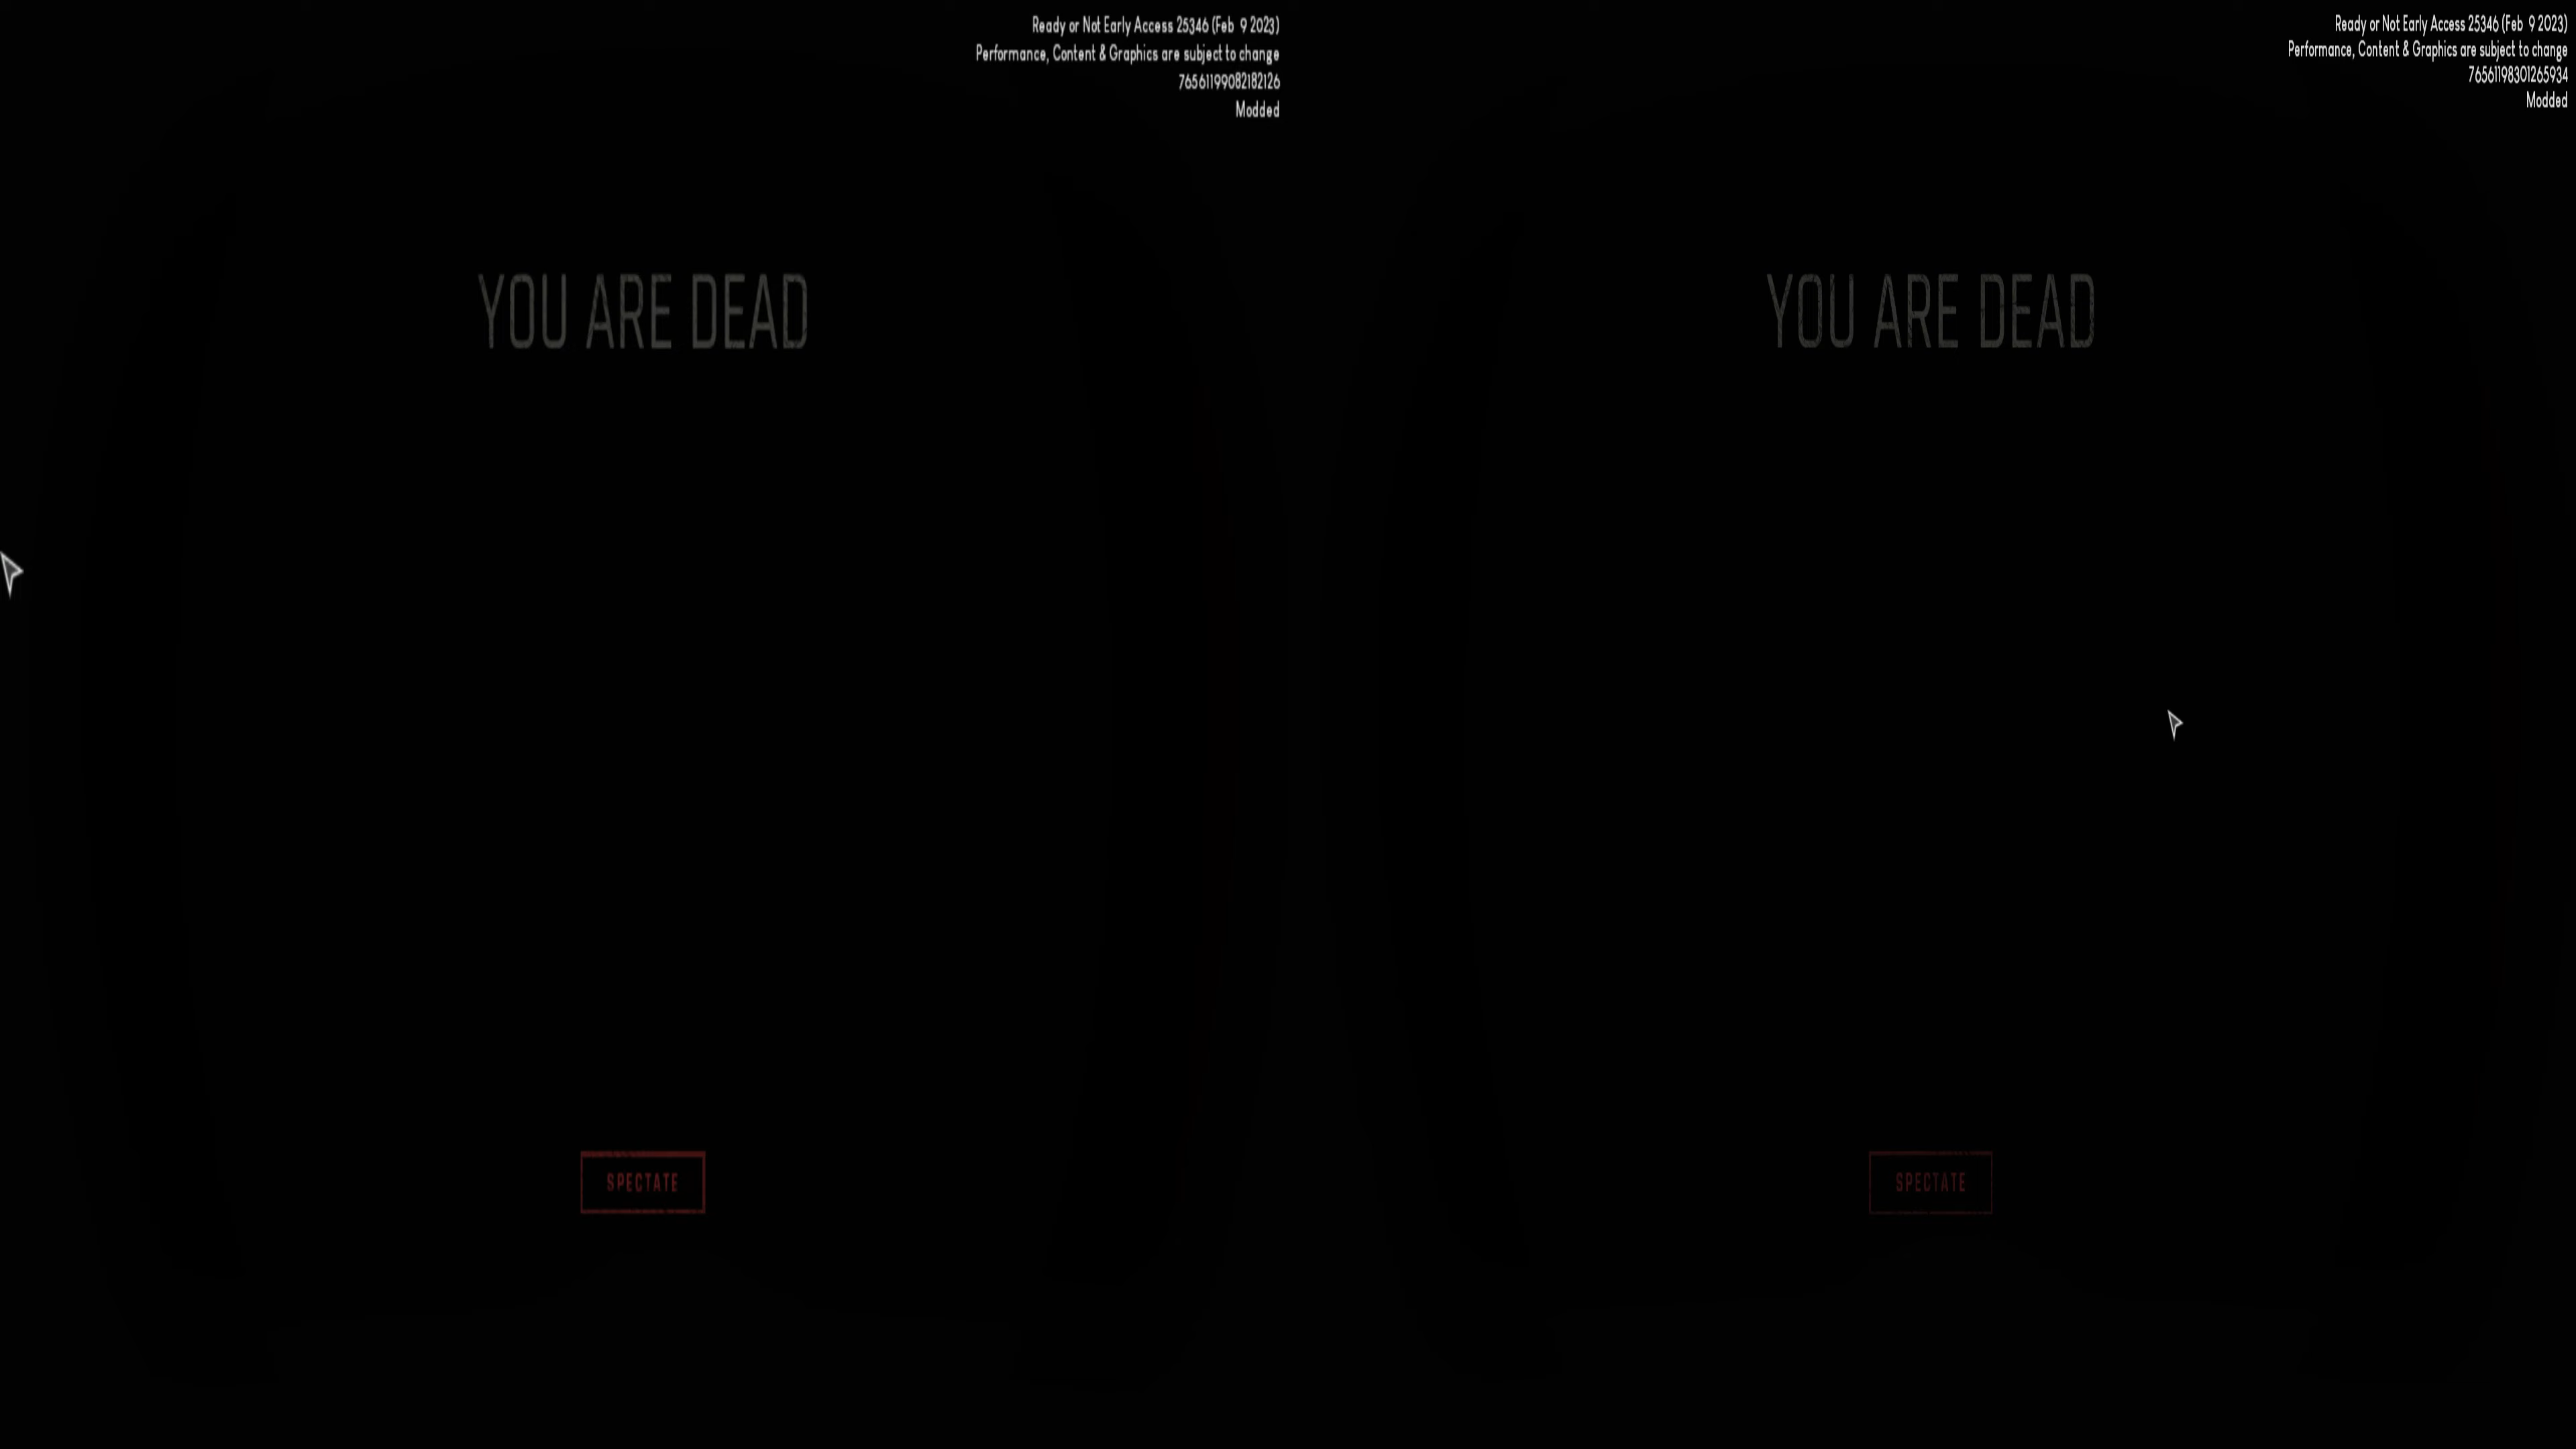 Ready or Not Early Access 25346 (Feb 9 2023)
Performance, Content & Graphics are subject to change
76561199082182126
Modded
YOU ARE DEAD
SPECTATE
Ready or Not Early Access 25346 (Feb 9 2023)
Performance, Content & Graphics are subject to change
76561198301265934
Modded
YOU ARE DEAD
SPECTATE